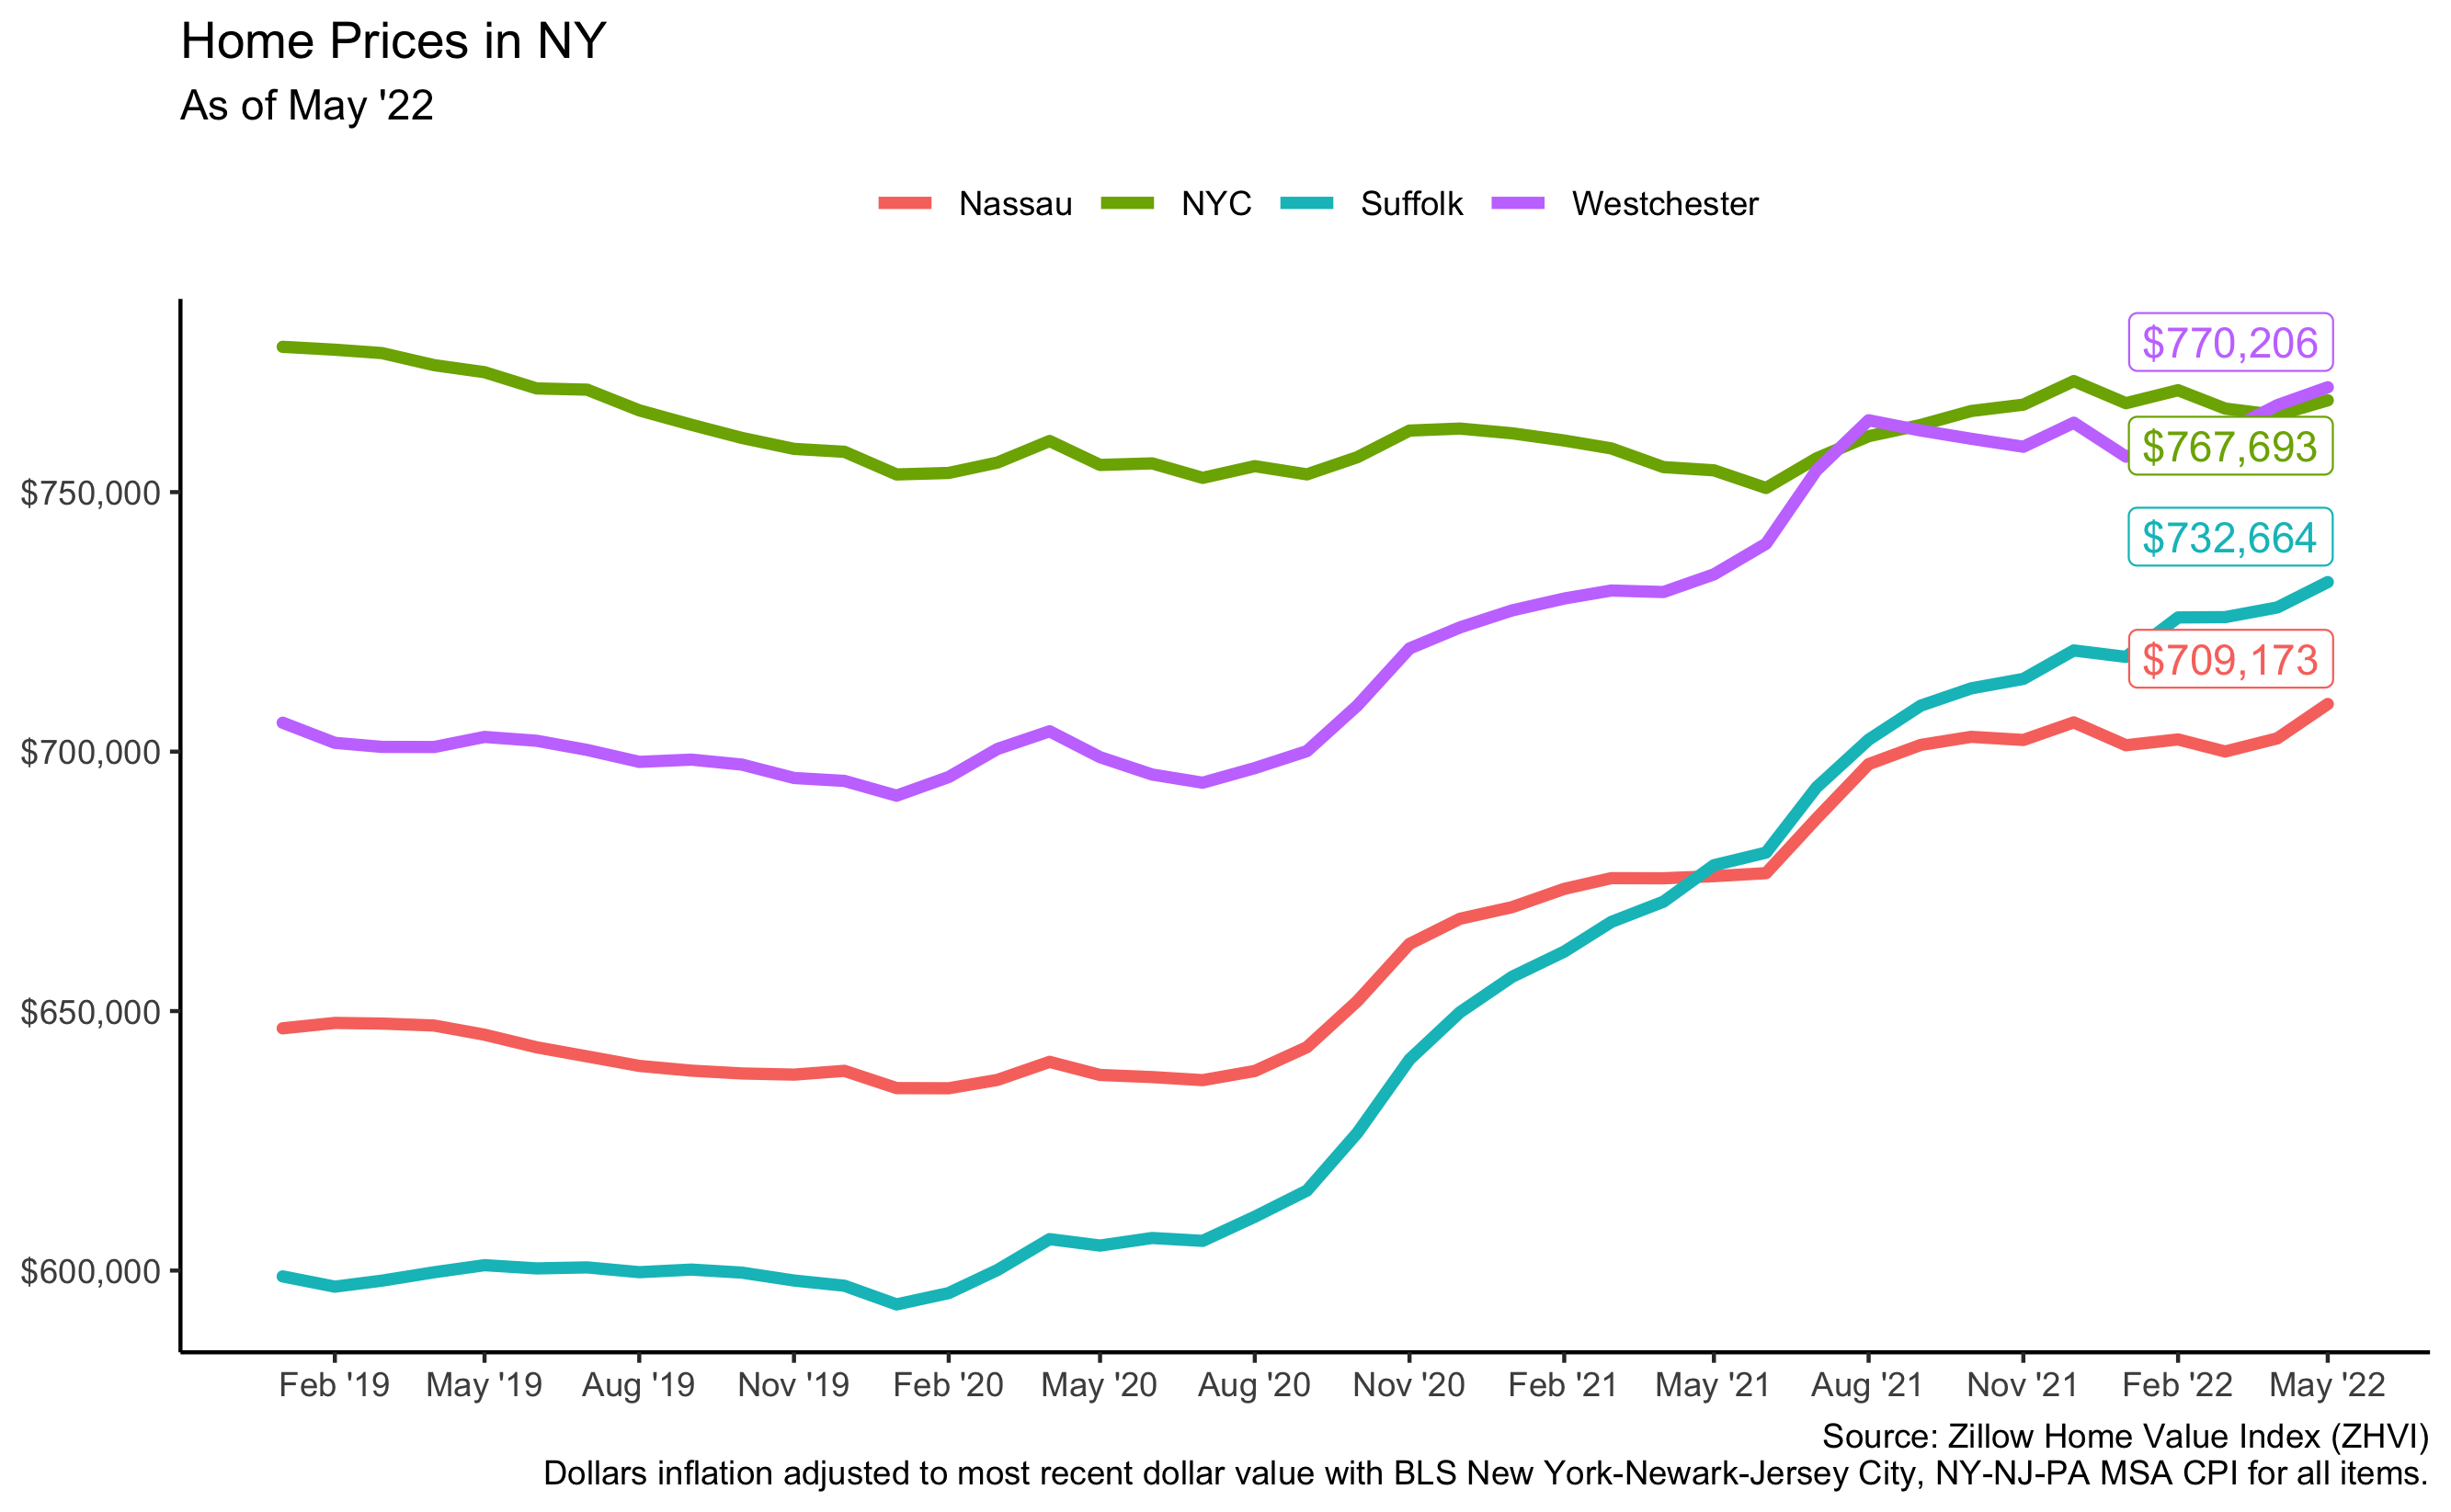 Home Prices in NY
As of May '22
Nassau NYC Suffolk Westchester
$770,206
$767,693
$750,000
$732,664
$709,173
$700,000
$650,000
$600,000
Feb '19 May '19 Aug '19 Nov '19 Feb '20 May '20 Aug '20 Nov '20 Feb '21 May '21 Aug '21 Nov '21 Feb '22 May '22
Source: Zillow Home Value Index (ZHVI)
Dollars inflation adjusted to most recent dollar value with BLS New York-Newark-Jersey City, NY-NJ-PA MSA CPI for all items.